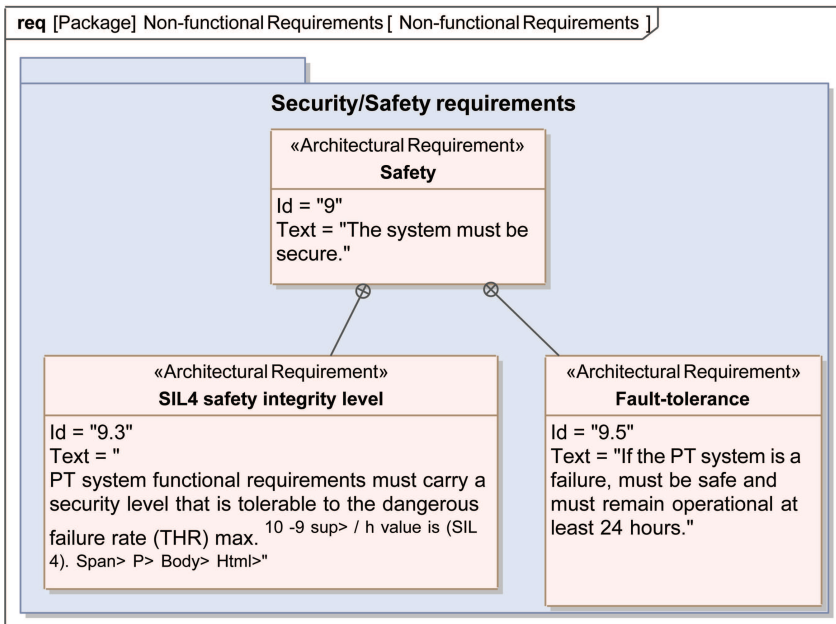 req [Package] Non-functional Requirements [ Non-functional Requirements ]
Security/Safety requirements
«Architectural Requirement»
Safety
Id = "9"
Text = "The system must be
secure."
«Architectural Requirement»
SIL4 safety integrity level
Id = "9.3"
Text = "
PT system functional requirements must carry a
security level that is tolerable to the dangerous
failure rate (THR) max. 10 -9 sup> / h value is (SIL
4). Span> P> Body> Html>"
«Architectural Requirement»
Fault-tolerance
Id = "9.5"
Text = "If the PT system is a
failure, must be safe and
must remain operational at
least 24 hours."